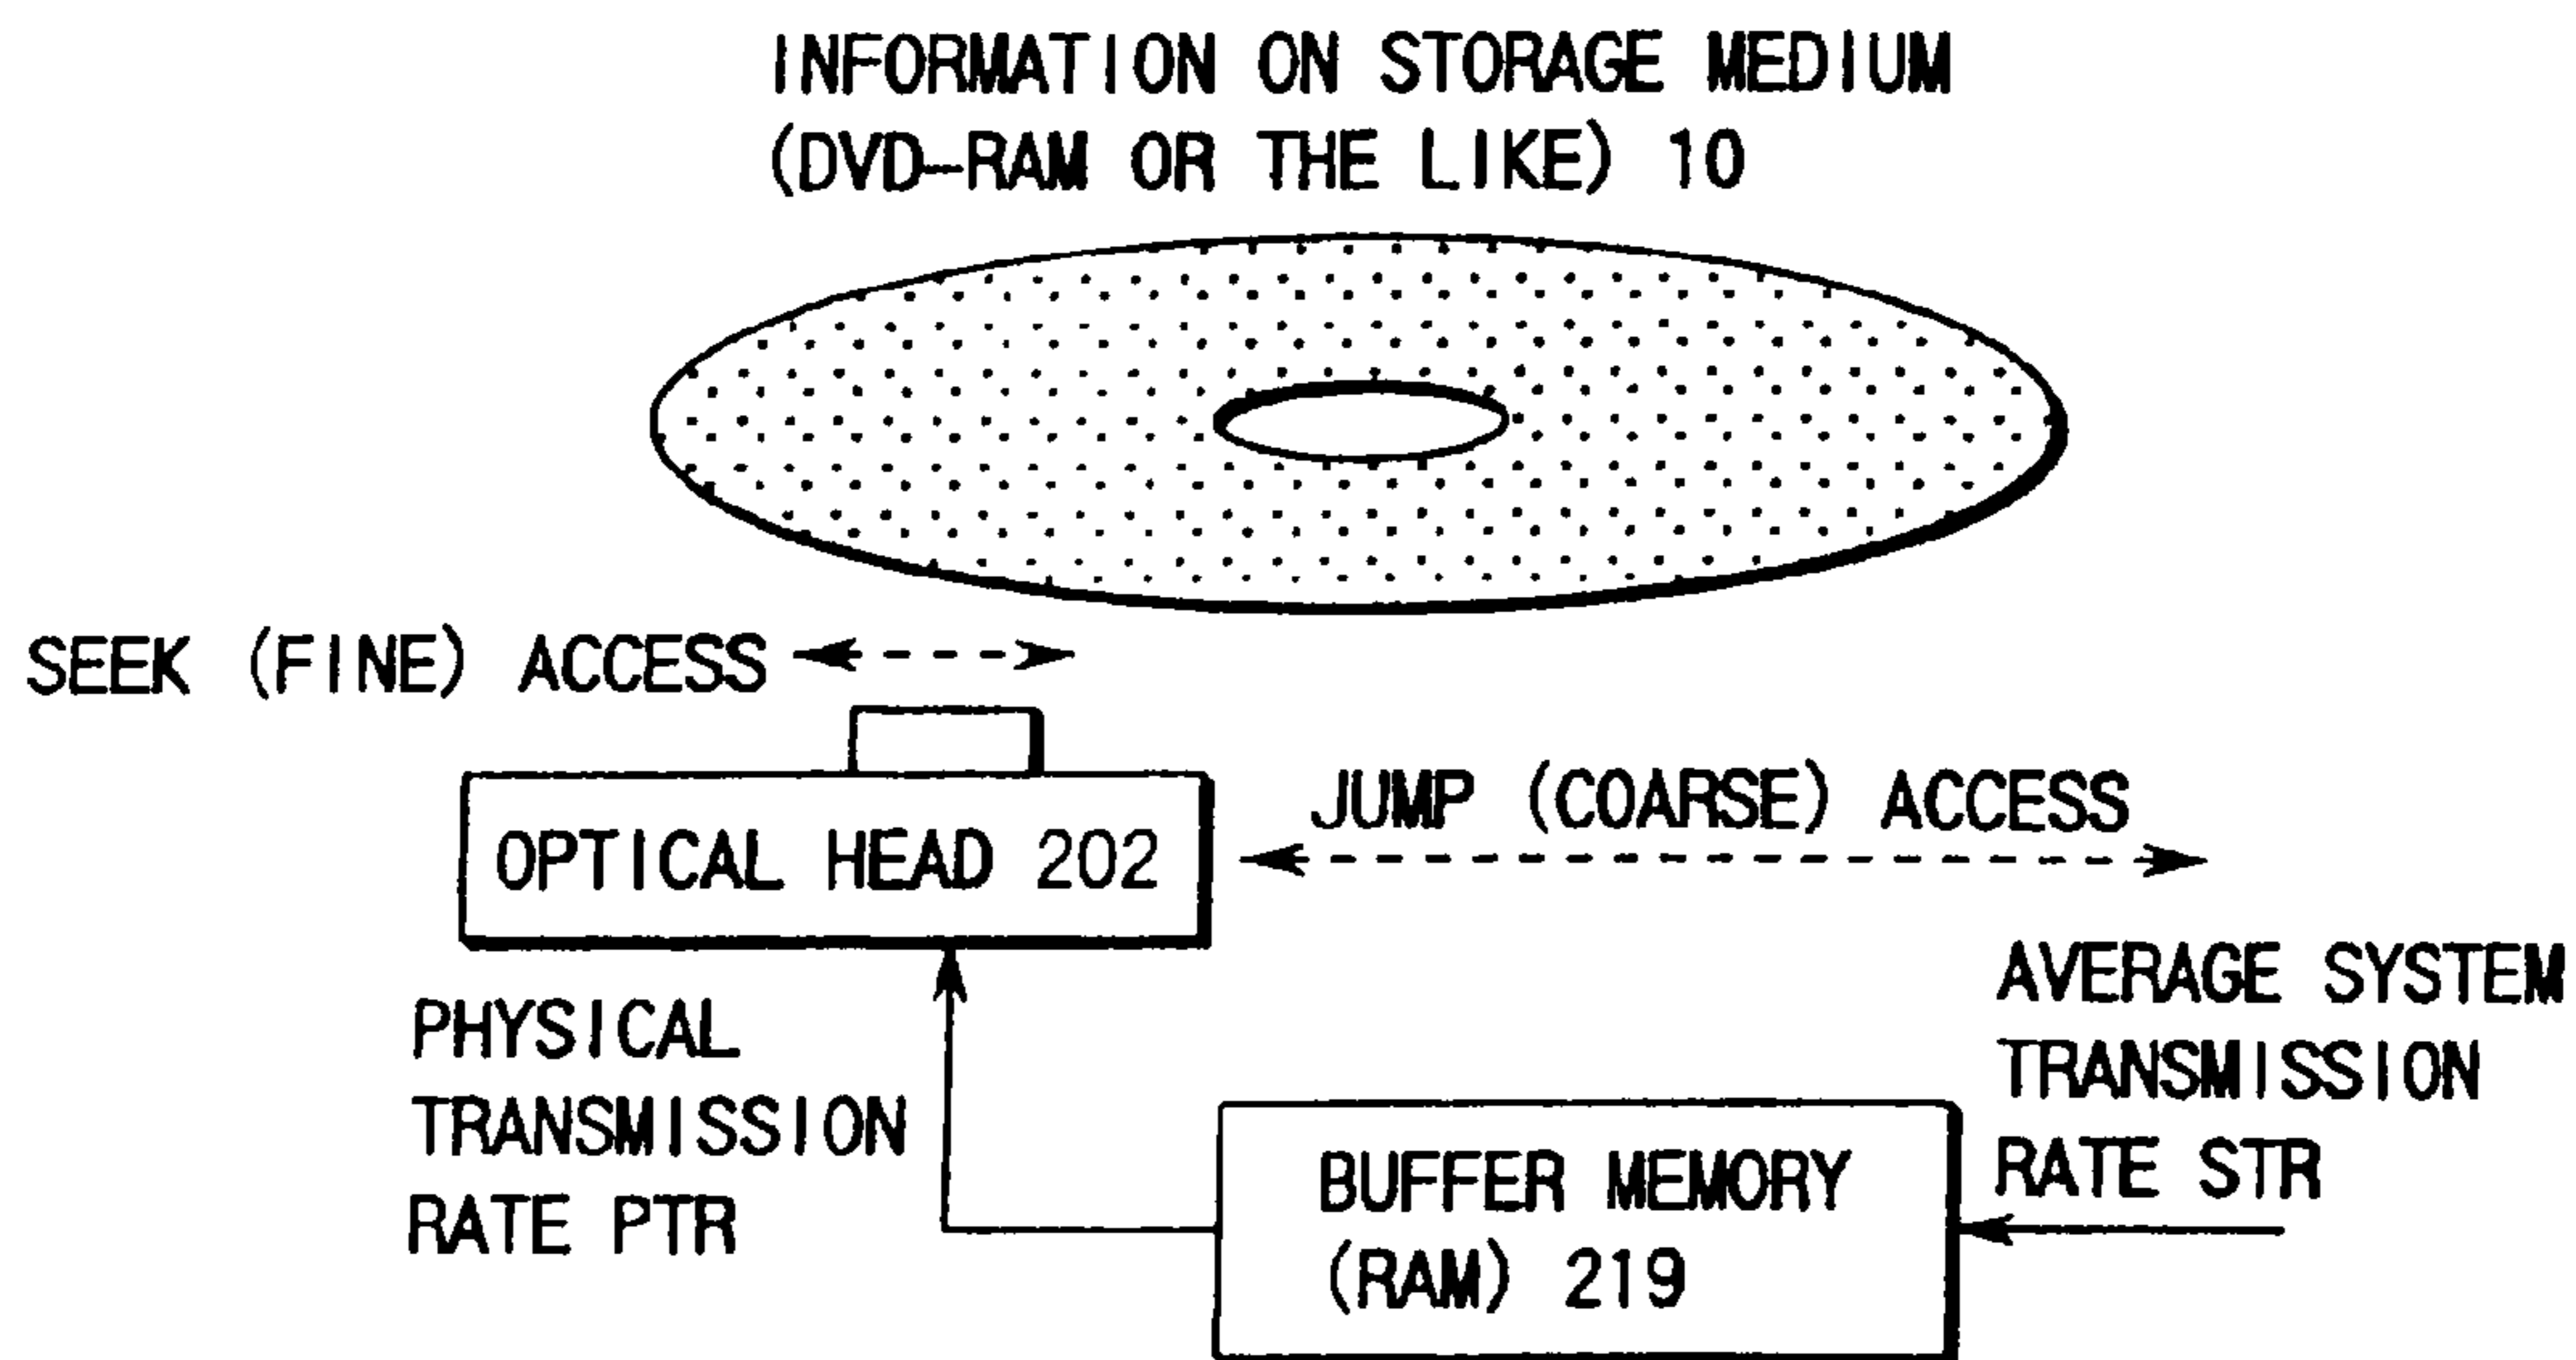 INFORMATION ON STORAGE MEDIUM
(DVD-RAM OR THE LIKE) 10
SEEK (FINE) ACCESS
JUMP (COARSE) ACCESS
OPTICAL HEAD 202
PHYSICAL
TRANSMISSION
RATE PTR
AVERAGE SYSTEM
TRANSMISSION
RATE STR
BUFFER MEMORY
(RAM) 219